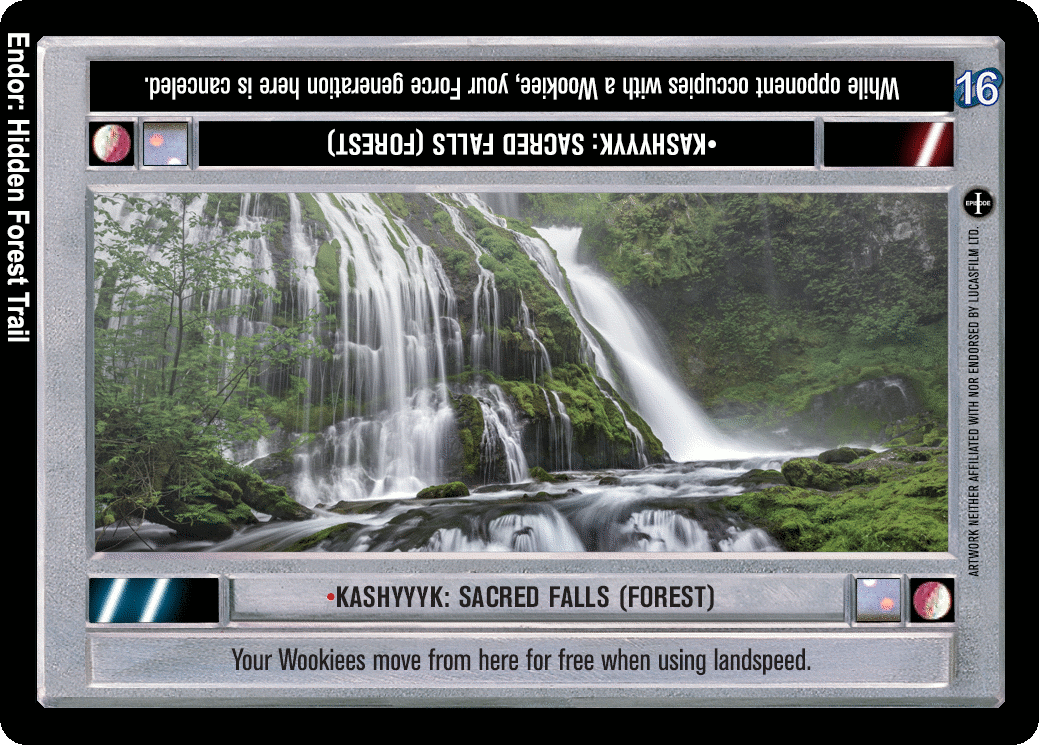 Endor: Hidden Forest Trail
While opponent occupies with a Wookiee, your Force generation here is canceled.
•KASHYYYK: SACRED FALLS (FOREST)
16
EPISODE I
ARTWORK NEITHER AFFILIATED WITH NOR ENDORSED BY LUCASFILM LTD.
•KASHYYYK: SACRED FALLS (FOREST)
Your Wookiees move from here for free when using landspeed.